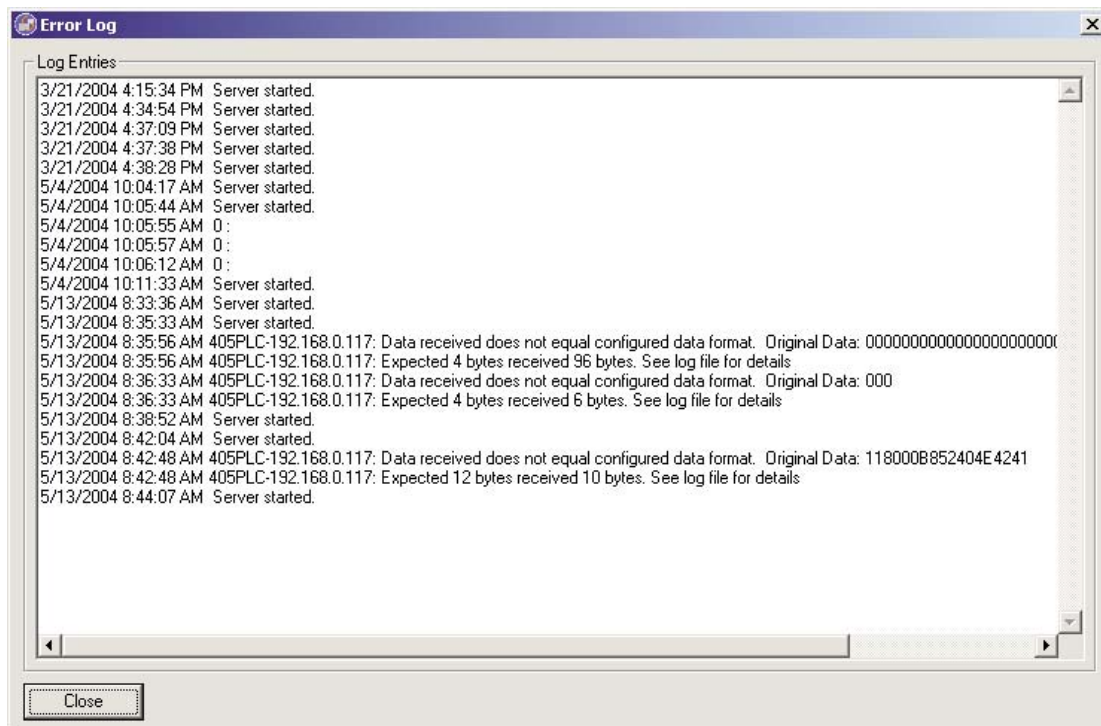 Error Log
Log Entries
3/21/2004 4:15:34 PM Server started.
3/21/2004 4:34:54 PM Server started.
3/21/2004 4:37:09 PM Server started.
3/21/2004 4:37:38 PM Server started.
3/21/2004 4:38:28 PM Server started.
5/4/2004 10:04:17 AM Server started.
5/4/2004 10:05:44 AM Server started.
5/4/2004 10:05:55 AM 0 :
5/4/2004 10:05:57 AM 0 :
5/4/2004 10:06:12 AM 0 :
5/4/2004 10:11:33 AM Server started.
5/13/2004 8:33:36 AM Server started.
5/13/2004 8:35:33 AM Server started.
5/13/2004 8:35:56 AM 405PLC-192.168.0.117: Data received does not equal configured data format. Original Data:
5/13/2004 8:35:56 AM 405PLC-192.168.0.117: Expected 4 bytes received 96 bytes. See log file for details
5/13/2004 8:36:33 AM 405PLC-192.168.0.117: Data received does not equal configured data format. Original Data: 000
5/13/2004 8:36:33 AM 405PLC-192.168.0.117: Expected 4 bytes received 6 bytes. See log file for details
5/13/2004 8:38:52 AM Server started.
5/13/2004 8:42:04 AM Server started.
5/13/2004 8:42:48 AM 405PLC-192.168.0.117: Data received does not equal configured data format. Original Data: 118000B852404E4241
5/13/2004 8:42:48 AM 405PLC-192.168.0.117: Expected 12 bytes received 10 bytes. See log file for details
5/13/2004 8:44:07 AM Server started.
Close